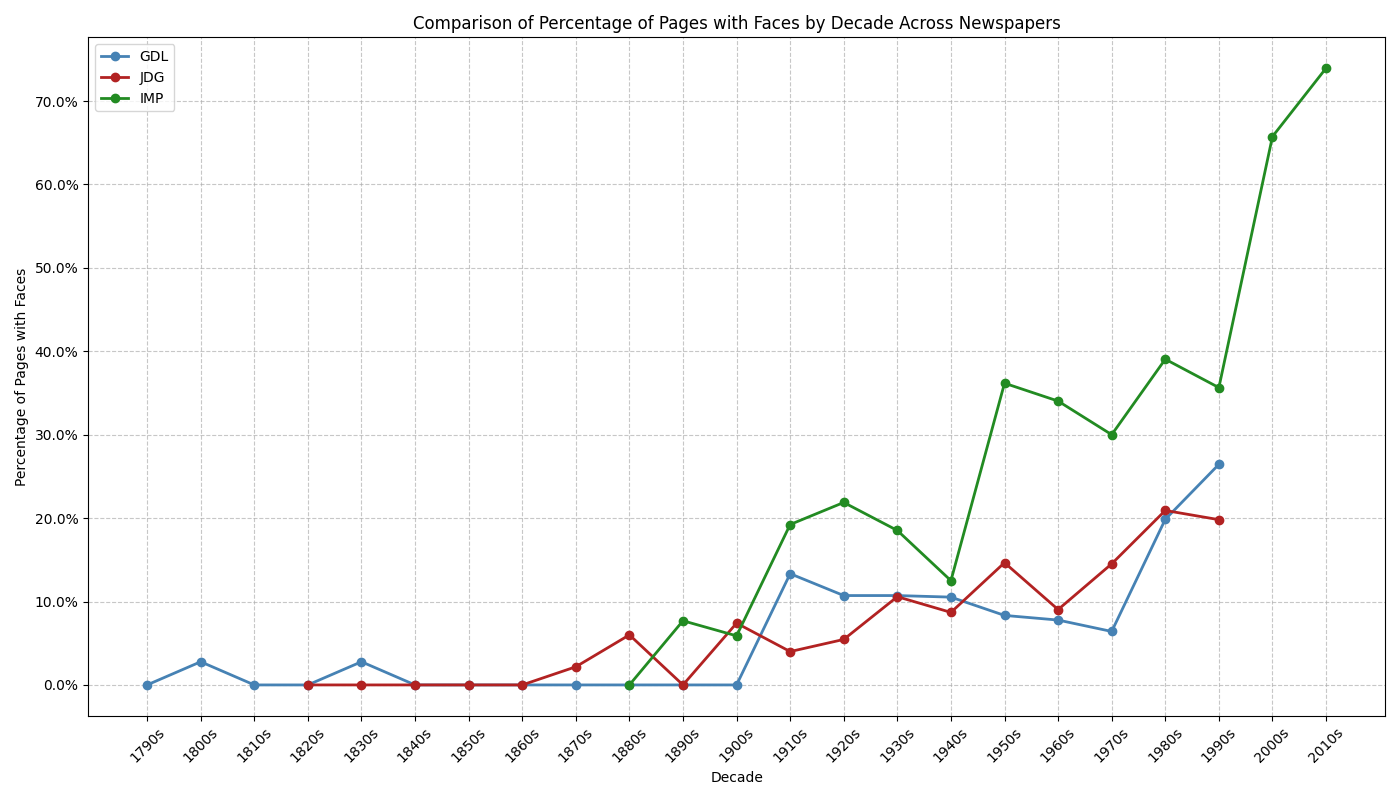 Comparison of Percentage of Pages with Faces by Decade Across Newspapers
GDL
JDG
IMP
Percentage of Pages with Faces
70.0%
60.0%
50.0%
40.0%
30.0%
20.0%
10.0%
0.0%
1790s 1800s 1810s 1820s 1830s 1840s 1850s 1860s 1870s 1880s 1890s 1900s 1910s 1920s 1930s 1940s 1950s 1960s 1970s 1980s 1990s 2000s 2010s
Decade